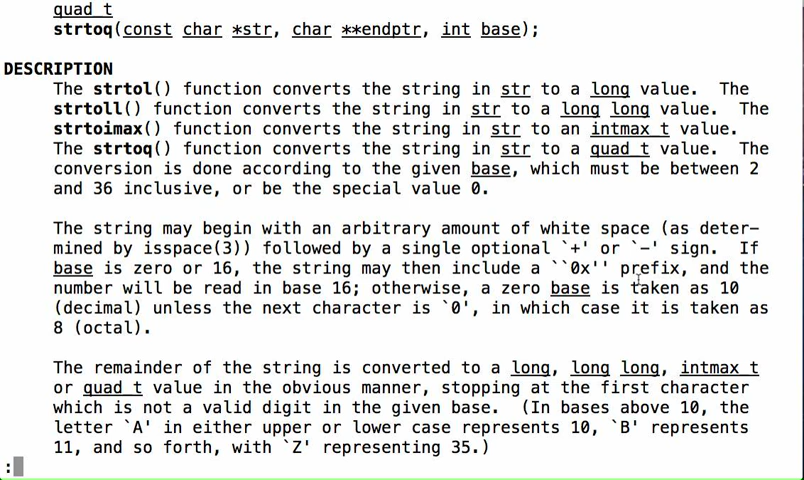 quad_t
strtoq(const char *str, char **endptr, int base);
DESCRIPTION
The strtol() function converts the string in str to a long value.  The
strtoll() function converts the string in str to a long long value.  The
strtoimax() function converts the string in str to an intmax_t value.
The strtoq() function converts the string in str to a quad_t value.  The
conversion is done according to the given base, which must be between 2
and 36 inclusive, or be the special value 0.
The string may begin with an arbitrary amount of white space (as deter-
mined by isspace(3)) followed by a single optional `+' or `-' sign.  If
base is zero or 16, the string may then include a ``0x'' prefix, and the
number will be read in base 16; otherwise, a zero base is taken as 10
(decimal) unless the next character is `0', in which case it is taken as
8 (octal).
The remainder of the string is converted to a long, long long, intmax_t
or quad_t value in the obvious manner, stopping at the first character
which is not a valid digit in the given base.  (In bases above 10, the
letter `A' in either upper or lower case represents 10, `B' represents
11, and so forth, with `Z' representing 35.)
: